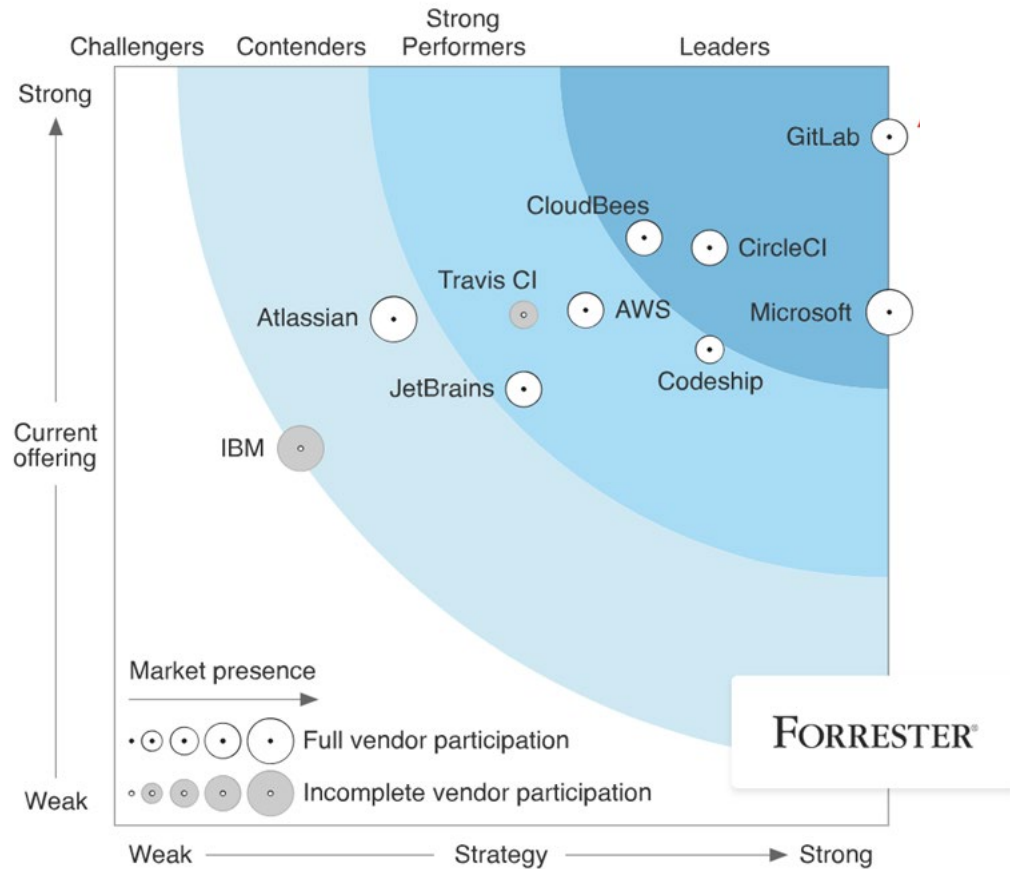 Challengers
Contenders
Strong
Performers
Leaders
Strong
GitLab
CloudBees
CircleCI
Travis CI
Atlassian
AWS
Microsoft
Codeship
JetBrains
Current
offering
IBM
Market presence
Full vendor participation
Incomplete vendor participation
FORRESTER®
Weak
Weak
Strategy
Strong